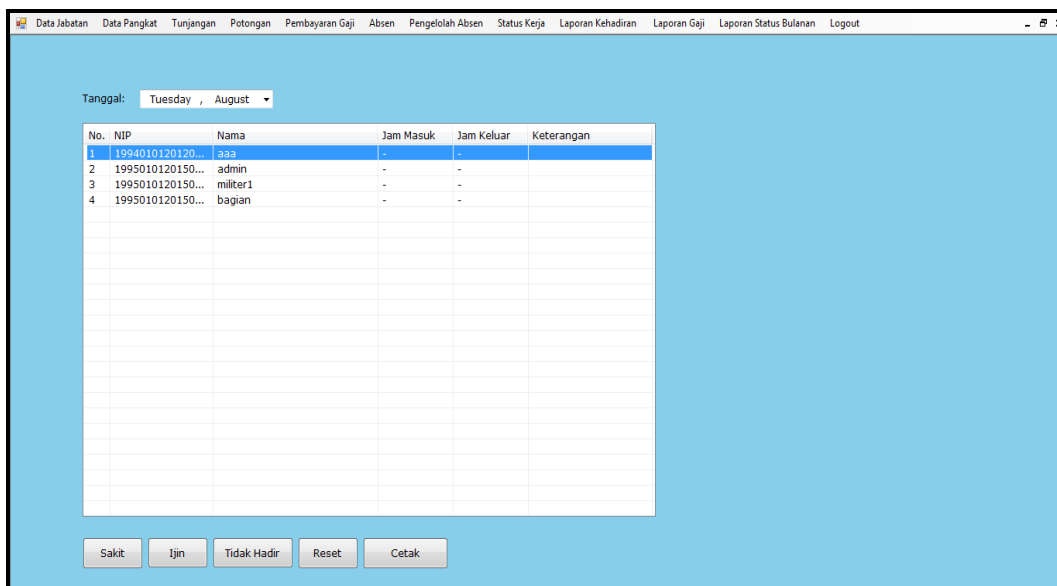 Data Jabatan Data Pangkat Tunjangan Potongan Pembayaran Gaji Absen Pengelolah Absen Status Kerja Laporan Kehadiran Laporan Gaji Laporan Status Bulanan Logout
Tanggal: Tuesday , August
No. NIP Nama Jam Masuk Jam Keluar Keterangan
1 1994010120120... aaa - -
2 1995010120150... admin - -
3 1995010120150... militer1 - -
4 1995010120150... bagian - -
Sakit Ijin Tidak Hadir Reset Cetak